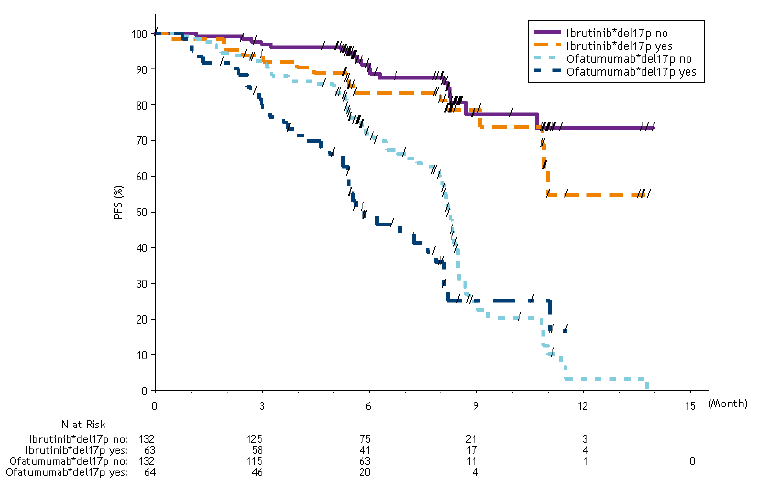 Ibrutinib*del17p no
Ibrutinib*del17p yes
Ofatumumab*del17p no
Ofatumumab*del17p yes
100
90
80
70
60
50
40
30
20
10
0
PFS (%)
0 3 6 9 12 15 (Month)
N at Risk
Ibrutinib*del17p no: 132 125 75 21 3
Ibrutinib*del17p yes: 63 58 41 17 4
Ofatumumab*del17p no: 132 115 63 11 1 0
Ofatumumab*del17p yes: 64 46 20 4